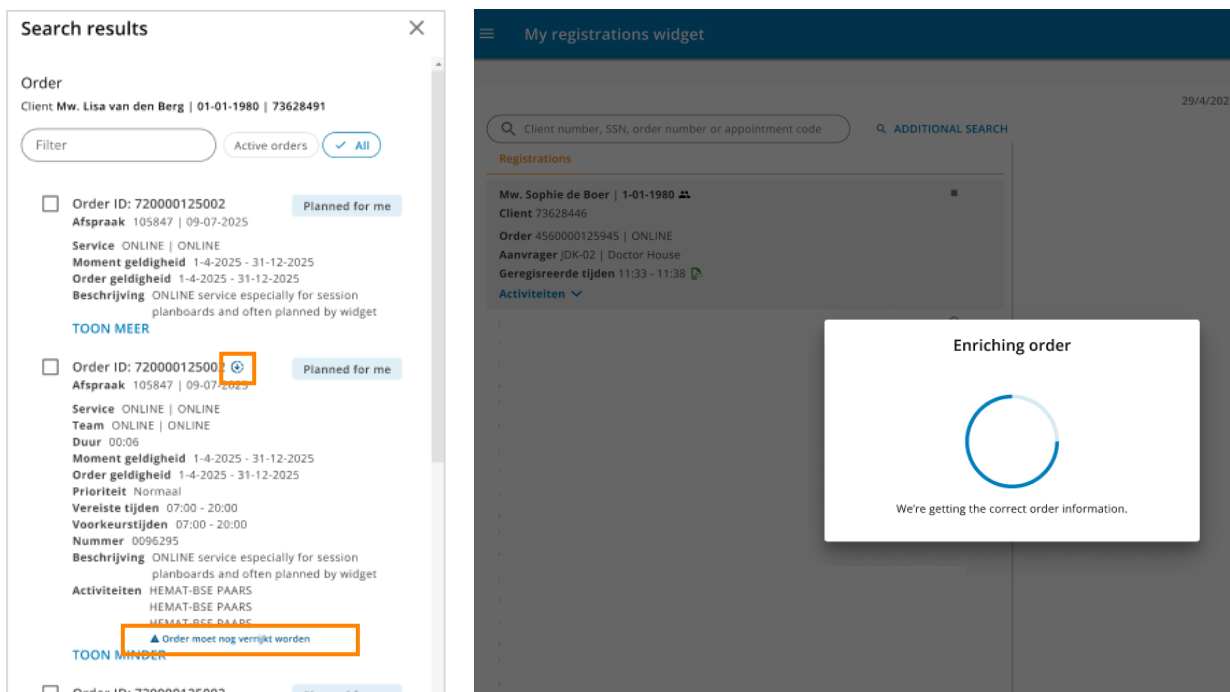 Search results
Order
Client Mw. Lisa van den Berg | 01-01-1980 | 73628491
Filter
Active orders
All
Order ID: 720000125002
Planned for me
Afspraak 105847 | 09-07-2025
Service ONLINE | ONLINE
Moment geldigheid 1-4-2025 - 31-12-2025
Order geldigheid 1-4-2025 - 31-12-2025
Beschrijving ONLINE service especially for session
planboards and often planned by widget
TOON MEER
Order ID: 720000125002
Planned for me
Afspraak 105847 | 09-07-2025
Service ONLINE | ONLINE
Team ONLINE | ONLINE
Duur 00:06
Moment geldigheid 1-4-2025 - 31-12-2025
Order geldigheid 1-4-2025 - 31-12-2025
Prioriteit Normaal
Vereiste tijden 07:00 - 20:00
Voorkeurstijden 07:00 - 20:00
Nummer 0096295
Beschrijving ONLINE service especially for session
planboards and often planned by widget
Activiteiten HEMAT-BSE PAARS
HEMAT-BSE PAARS
HEMAT-BSE PAARS
Order moet nog verrijkt worden
TOON MINDER
Order ID: 720000125002
My registrations widget
29/4/202
Client number, SSN, order number or appointment code
ADDITIONAL SEARCH
Registrations
Mw. Sophie de Boer | 1-01-1980
Client 73628446
Order 4560000125945 | ONLINE
Aanvrager JDK-02 | Doctor House
Geregisreerde tijden 11:33 - 11:38
Activiteiten
Enriching order
We're getting the correct order information.